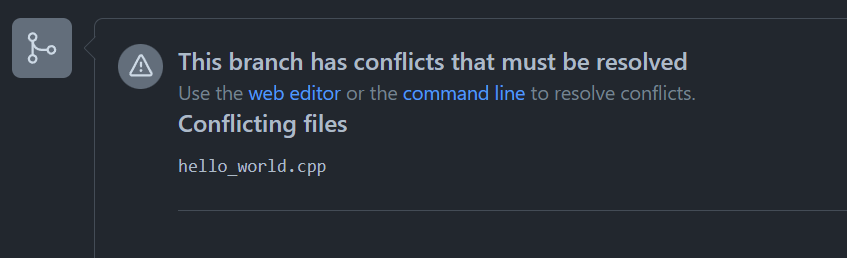 This branch has conflicts that must be resolved
Use the web editor or the command line to resolve conflicts.
Conflicting files
hello_world.cpp